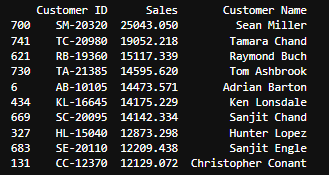 Customer ID Sales Customer Name
700 SM-20320 25043.050 Sean Miller
741 TC-20980 19052.218 Tamara Chand
621 RB-19360 15117.339 Raymond Buch
730 TA-21385 14595.620 Tom Ashbrook
6 AB-10105 14473.571 Adrian Barton
434 KL-16645 14175.229 Ken Lonsdale
669 SC-20095 14142.334 Sanjit Chand
327 HL-15040 12873.298 Hunter Lopez
683 SE-20110 12209.438 Sanjit Engle
131 CC-12370 12129.072 Christopher Conant